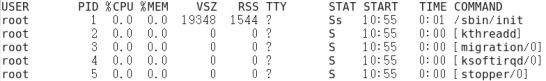 USER       PID %CPU %MEM    VSZ   RSS TTY      STAT START   TIME COMMAND
root         1  0.0  0.0  19348  1544 ?        Ss   10:55   0:01 /sbin/init
root         2  0.0  0.0      0     0 ?        S    10:55   0:00 [kthreadd]
root         3  0.0  0.0      0     0 ?        S    10:55   0:00 [migration/0]
root         4  0.0  0.0      0     0 ?        S    10:55   0:00 [ksoftirqd/0]
root         5  0.0  0.0      0     0 ?        S    10:55   0:00 [stopper/0]